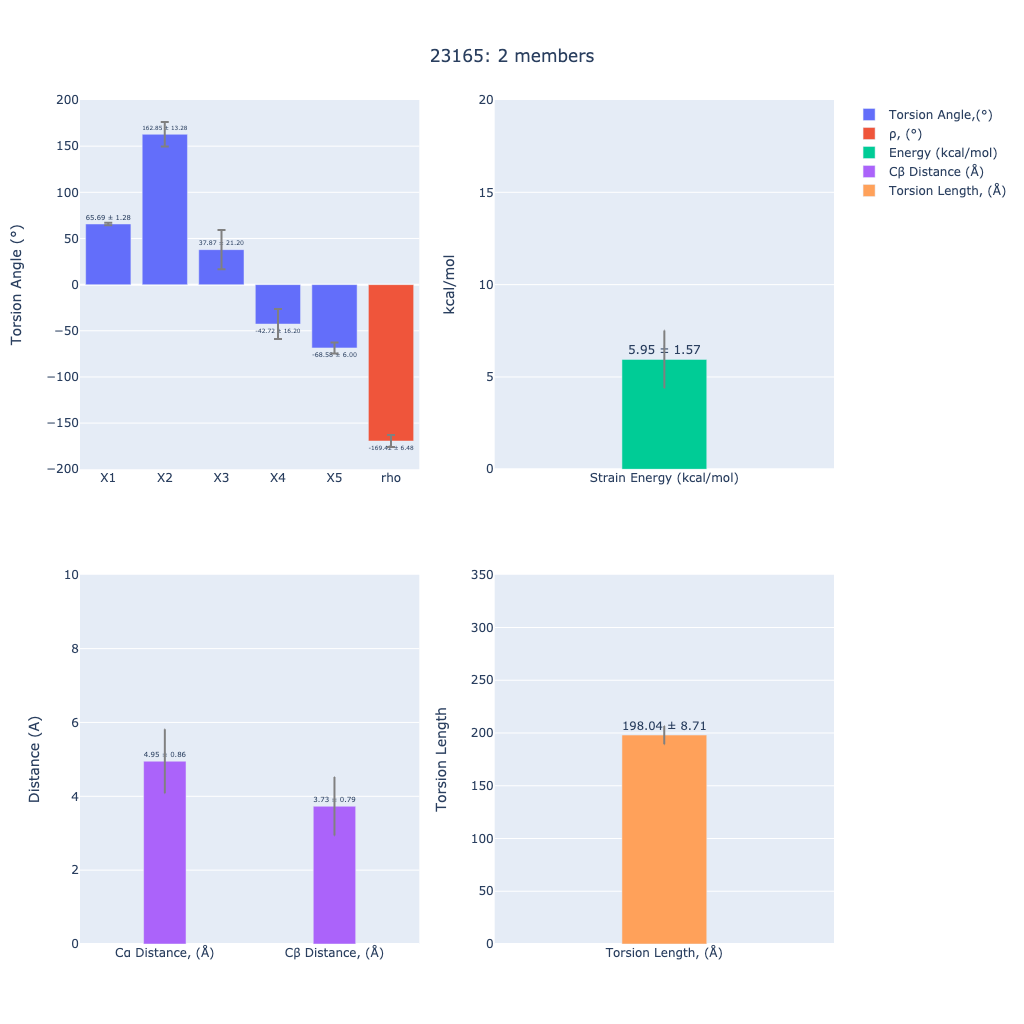 23165: 2 members
Torsion Angle (°)
200
150
100
50
0
−50
−100
−150
−200
65.69 ± 1.28
162.85 ± 13.28
37.87 ± 21.20
-42.72 ± 16.20
-68.58 ± 6.00
-169.42 ± 6.48
X1 X2 X3 X4 X5 rho
kcal/mol
20
15
10
5
0
5.95 ± 1.57
Strain Energy (kcal/mol)
Torsion Angle,(°)
ρ, (°)
Energy (kcal/mol)
Cβ Distance (Å)
Torsion Length, (Å)
Distance (A)
10
8
6
4
2
0
4.95 ± 0.86
3.73 ± 0.79
Cα Distance, (Å) Cβ Distance, (Å)
Torsion Length
350
300
250
200
150
100
50
0
198.04 ± 8.71
Torsion Length, (Å)